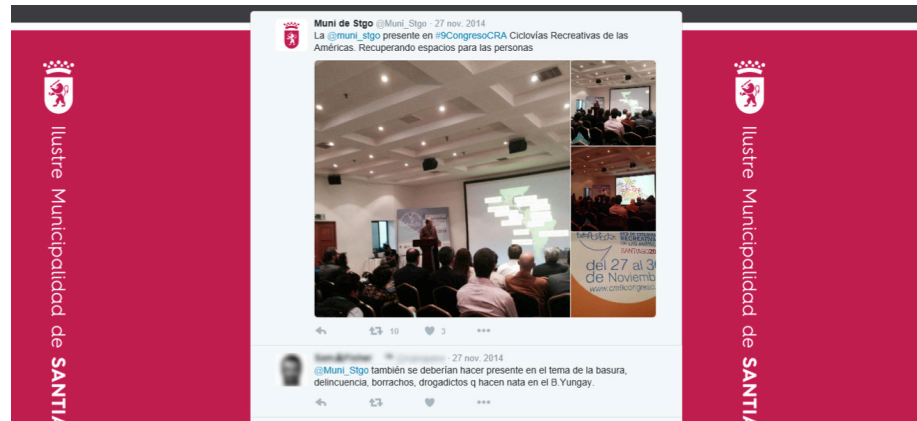 Muni de Stgo @Muni_Stgo · 27 nov. 2014
La @muni_stgo presente en #9CongresoCRA Ciclovías Recreativas de las
Américas. Recuperando espacios para las personas
RECREATIVA
SANTIAGO20
del 27 al 3
de Noviemb
10
3
27 nov. 2014
@Muni_Stgo también se deberían hacer presente en el tema de la basura,
delincuencia, borrachos, drogadictos q hacen nata en el B.Yungay.
Ilustre Municipalidad de SANTIA
Ilustre Municipalidad de SANTIA